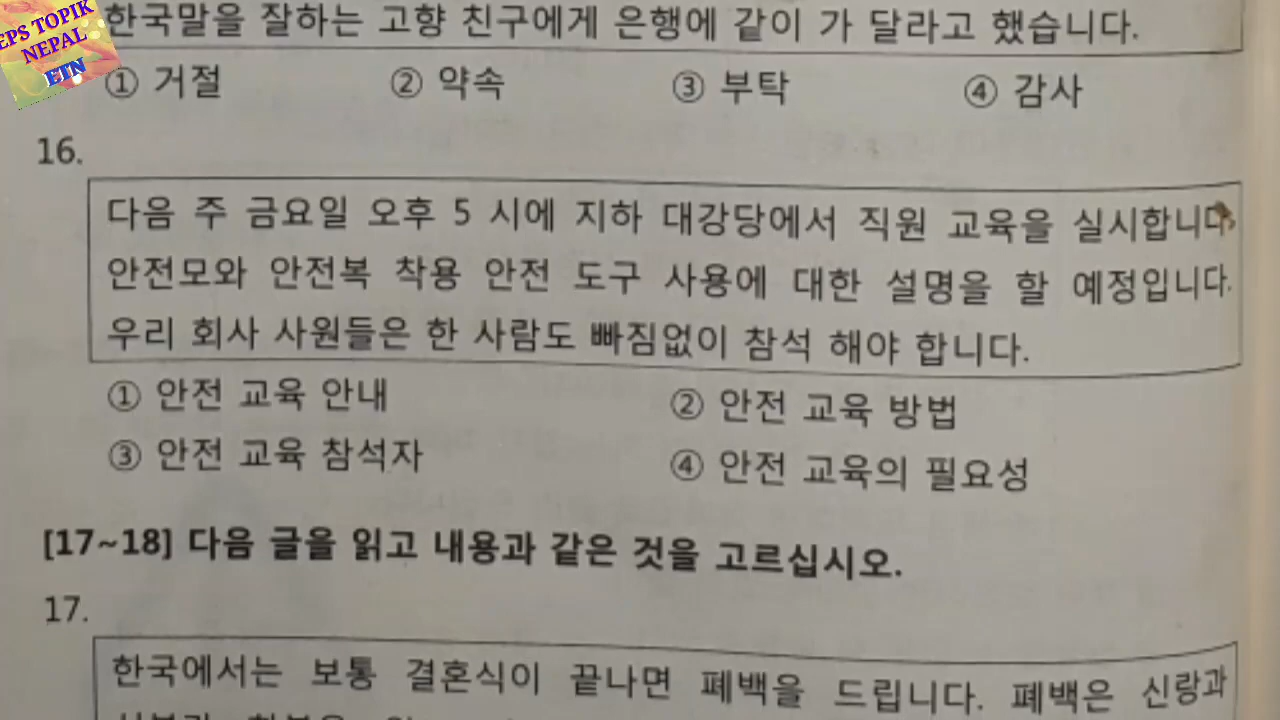 EPS TOPIK
NEPAL
ETN
한국말을 잘하는 고향 친구에게 은행에 같이 가 달라고 했습니다.
① 거절 ② 약속 ③ 부탁 ④ 감사
16.
다음 주 금요일 오후 5 시에 지하 대강당에서 직원 교육을 실시합니다.
안전모와 안전복 착용 안전 도구 사용에 대한 설명을 할 예정입니다.
우리 회사 사원들은 한 사람도 빠짐없이 참석 해야 합니다.
① 안전 교육 안내 ② 안전 교육 방법
③ 안전 교육 참석자 ④ 안전 교육의 필요성
[17~18] 다음 글을 읽고 내용과 같은 것을 고르십시오.
17.
한국에서는 보통 결혼식이 끝나면 폐백을 드립니다. 폐백은 신랑과